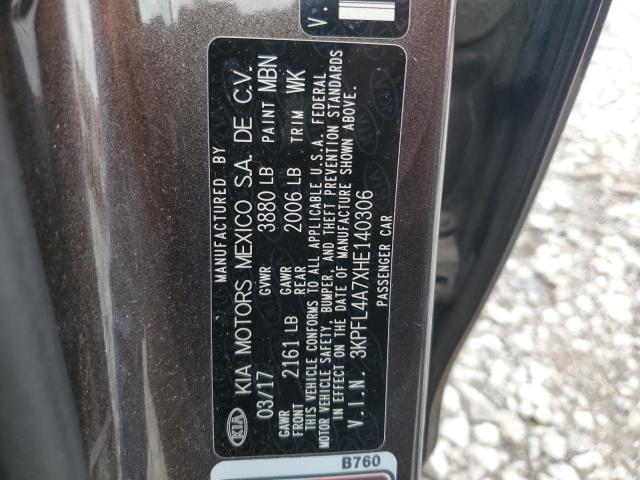 MANUFACTURED BY
KIA KIA MOTORS MEXICO S.A. DE C.V.
03/17 GVWR 3880 LB PAINT MBN
GAWR FRONT 2161 LB GAWR REAR 2006 LB TRIM WK
THIS VEHICLE CONFORMS TO ALL APPLICABLE U.S.A. FEDERAL
MOTOR VEHICLE SAFETY, BUMPER, AND THEFT PREVENTION STANDARDS
IN EFFECT ON THE DATE OF MANUFACTURE SHOWN ABOVE.
V.I.N. 3KPFL4A7XHE140306
PASSENGER CAR
B760
V.